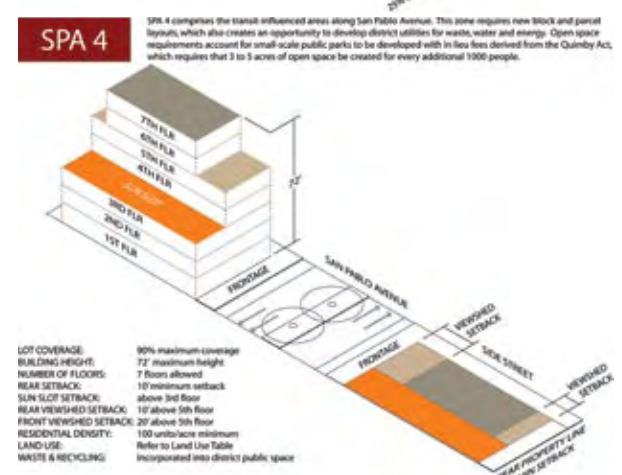 SPA 4
SPA 4 comprises the transit-influenced areas along San Pablo Avenue. This zone requires new block and parcel
layouts, which also creates an opportunity to develop district utilities for waste, water and energy. Open space
requirements account for small-scale public parks to be developed with in lieu fees derived from the Quimby Act,
which requires that 3 to 5 acres of open space be created for every additional 1000 people.
7TH FLR
6TH FLR
5TH FLR
4TH FLR
SUN SLOT
3RD FLR
2ND FLR
1ST FLR
72'
FRONTAGE
SAN PABLO AVENUE
FRONTAGE
VIEWSHED
SETBACK
SIDE STREET
VIEWSHED
SETBACK
REAR PROPERTY LINE
SETBACK
LOT COVERAGE: 90% maximum coverage
BUILDING HEIGHT: 72' maximum height
NUMBER OF FLOORS: 7 floors allowed
REAR SETBACK: 10' minimum setback
SUN SLOT SETBACK: above 3rd floor
REAR VIEWSHED SETBACK: 10' above 5th floor
FRONT VIEWSHED SETBACK: 20' above 5th floor
RESIDENTIAL DENSITY: 100 units/acre minimum
LAND USE: Refer to Land Use Table
WASTE & RECYCLING: Incorporated into district public space